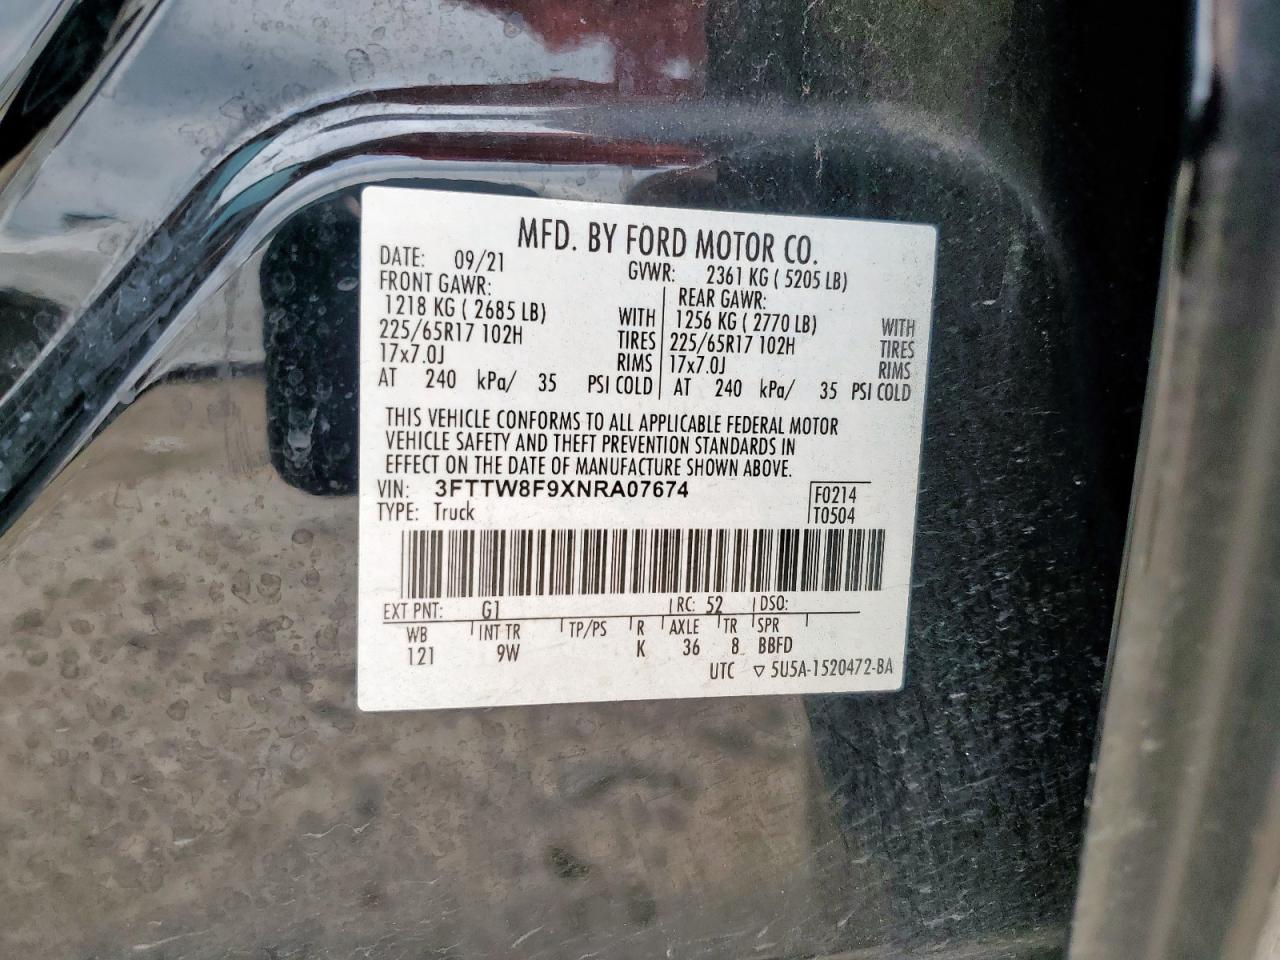 MFD. BY FORD MOTOR CO.
DATE: 09/21 GVWR: 2361 KG ( 5205 LB)
FRONT GAWR: REAR GAWR:
1218 KG ( 2685 LB) WITH 1256 KG ( 2770 LB) WITH
225/65R17 102H TIRES 225/65R17 102H TIRES
17x7.0J RIMS 17x7.0J RIMS
AT 240 kPa/ 35 PSI COLD AT 240 kPa/ 35 PSI COLD
THIS VEHICLE CONFORMS TO ALL APPLICABLE FEDERAL MOTOR
VEHICLE SAFETY AND THEFT PREVENTION STANDARDS IN
EFFECT ON THE DATE OF MANUFACTURE SHOWN ABOVE.
VIN: 3FTTW8F9XNRA07674 F0214
TYPE: Truck T0504
EXT PNT: G1 RC: 52 DSO:
WB INT TR TP/PS R AXLE TR SPR
121 9W K 36 8 BBFD
UTC ▽ 5U5A-1520472-BA